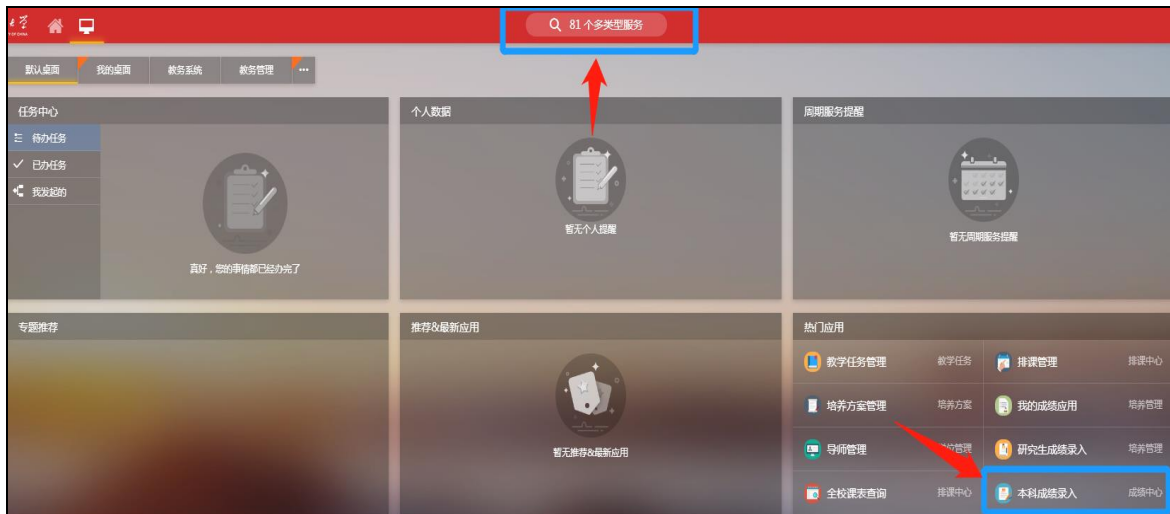 81个多类型服务
默认桌面
我的桌面
教务系统
教务管理
...
任务中心
待办任务
已办任务
我发起的
真好，您的事情都已经办完了
个人数据
暂无个人提醒
周期服务提醒
暂无周期服务提醒
专题推荐
推荐&最新应用
暂无推荐&最新应用
热门应用
教学任务管理 教学任务
排课管理 排课中心
培养方案管理 培养方案
我的成绩应用 培养管理
导师管理
研究生成绩录入 培养管理
全校课表查询 排课中心
本科成绩录入 成绩中心